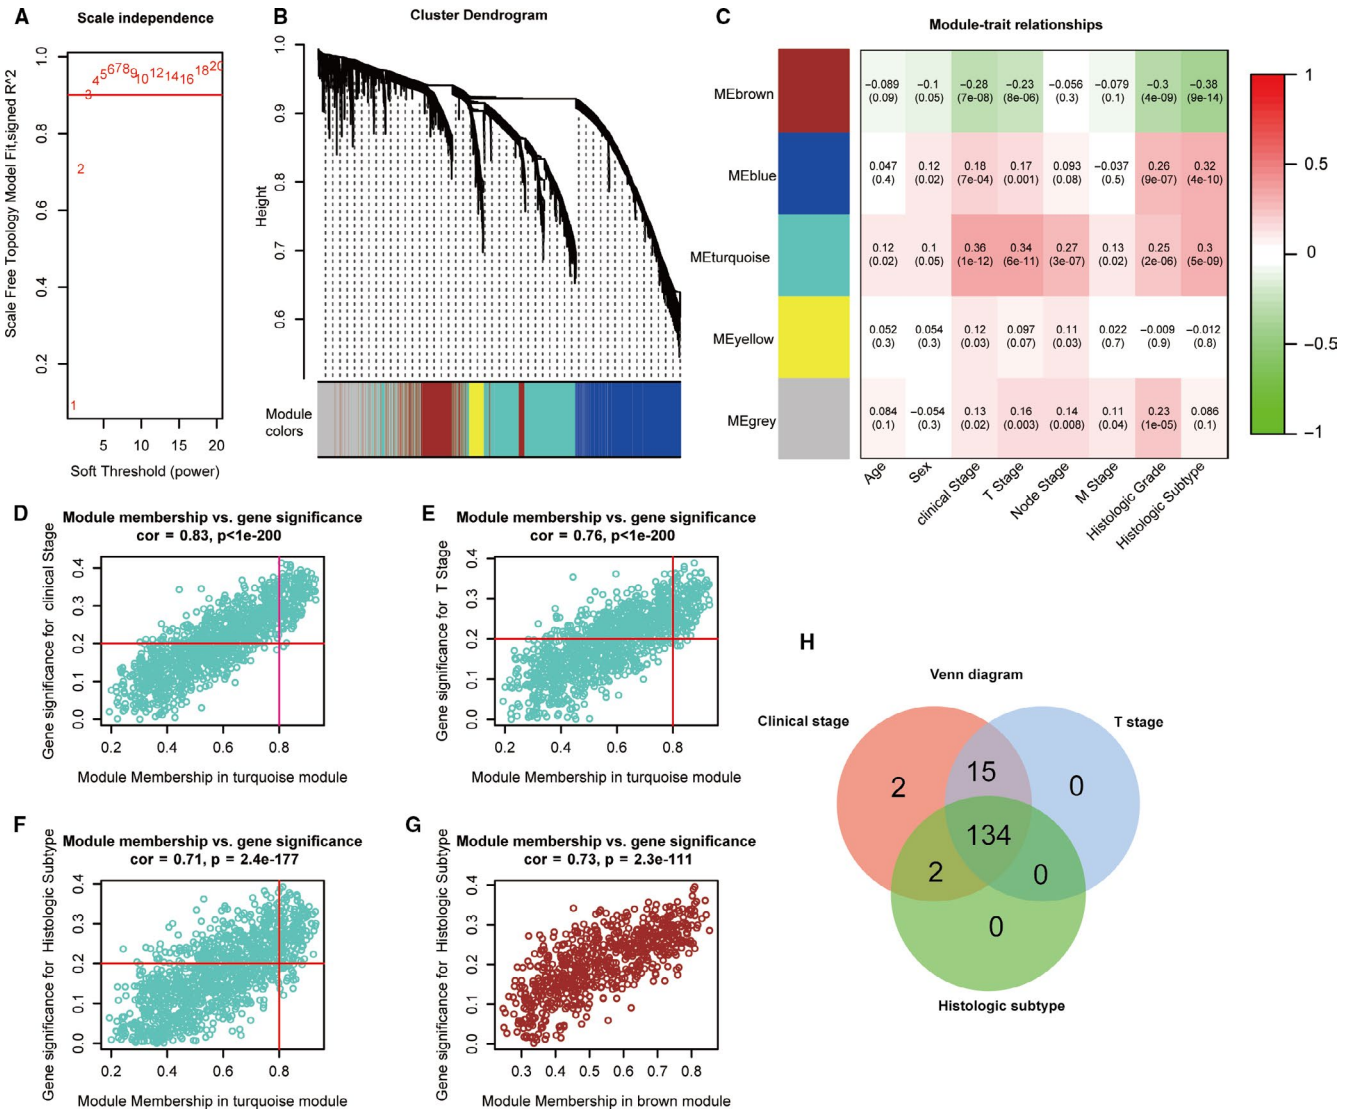 A
Scale independence
Scale Free Topology Model Fit,signed R^2
1.0
0.8
0.6
0.4
0.2
1
2
3
4
5
6
7
8
9
10
12
14
16
18
20
5 10 15 20
Soft Threshold (power)
B
Cluster Dendrogram
Height
1.0
0.9
0.8
0.7
0.6
Module
colors
C
Module-trait relationships
MEbrown
−0.089 −0.1 −0.28 −0.23 −0.056 −0.079 −0.3 −0.38
(0.09) (0.05) (7e-08) (8e-06) (0.3) (0.1) (4e-09) (9e-14)
MEblue
0.047 0.12 0.18 0.17 0.093 −0.037 0.26 0.32
(0.4) (0.02) (7e-04) (0.001) (0.08) (0.5) (9e-07) (4e-10)
MEturquoise
0.12 0.1 0.36 0.34 0.27 0.13 0.25 0.3
(0.02) (0.05) (1e-12) (6e-11) (3e-07) (0.02) (2e-06) (5e-09)
MEyellow
0.052 0.054 0.12 0.097 0.11 0.022 −0.009 −0.012
(0.3) (0.3) (0.03) (0.07) (0.03) (0.7) (0.9) (0.8)
MEgrey
0.084 −0.054 0.13 0.16 0.14 0.11 0.23 0.086
(0.1) (0.3) (0.02) (0.003) (0.008) (0.04) (1e-05) (0.1)
Age
Sex
clinical Stage
T Stage
Node Stage
M Stage
Histologic Grade
Histologic Subtype
1
0.5
0
−0.5
−1
D
Module membership vs. gene significance
cor = 0.83, p<1e-200
Gene significance for clinical Stage
0.4
0.3
0.2
0.1
0.0
0.2 0.4 0.6 0.8
Module Membership in turquoise module
E
Module membership vs. gene significance
cor = 0.76, p<1e-200
Gene significance for T Stage
0.4
0.3
0.2
0.1
0.0
0.2 0.4 0.6 0.8
Module Membership in turquoise module
F
Module membership vs. gene significance
cor = 0.71, p = 2.4e-177
Gene significance for Histologic Subtype
0.4
0.3
0.2
0.1
0.0
0.2 0.4 0.6 0.8
Module Membership in turquoise module
G
Module membership vs. gene significance
cor = 0.73, p = 2.3e-111
Gene significance for Histologic Subtype
0.4
0.3
0.2
0.1
0.0
0.3 0.4 0.5 0.6 0.7 0.8
Module Membership in brown module
H
Venn diagram
Clinical stage
T stage
2
15
0
134
2
0
0
Histologic subtype